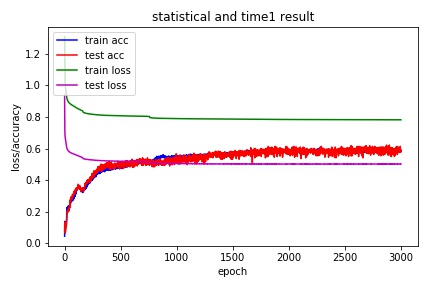 statistical and time1 result
train acc
test acc
train loss
test loss
loss/accuracy
1.2
1.0
0.8
0.6
0.4
0.2
0.0
0
500
1000
1500
2000
2500
3000
epoch